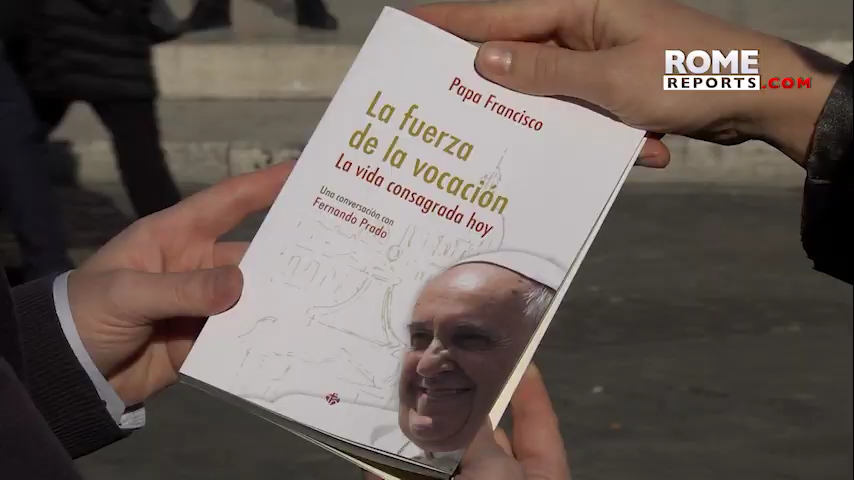 ROME
REPORTS.COM
Papa Francisco
La fuerza
de la vocación
La vida consagrada hoy
Una conversación con
Fernando Prado